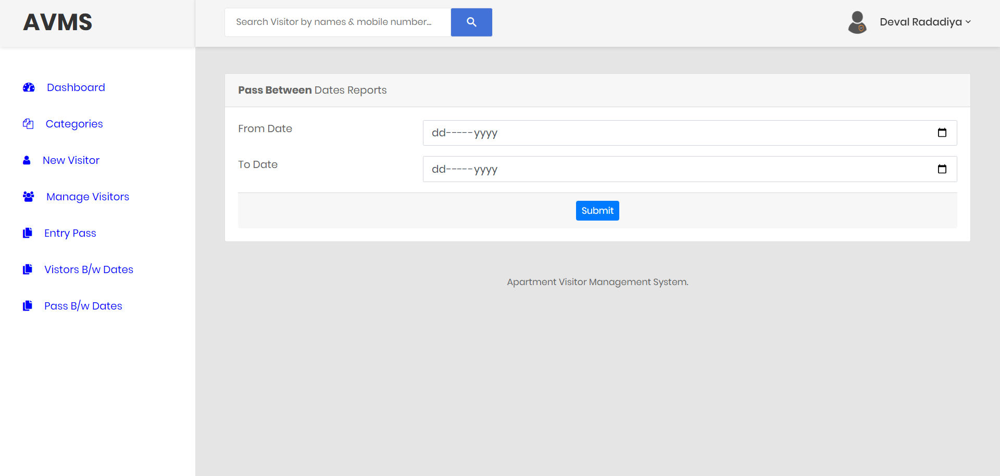 AVMS
Search Visitor by names & mobile number...
Deval Radadiya
Dashboard
Categories
New Visitor
Manage Visitors
Entry Pass
Vistors B/w Dates
Pass B/w Dates
Pass Between Dates Reports
From Date
dd-----yyyy
To Date
dd-----yyyy
Submit
Apartment Visitor Management System.